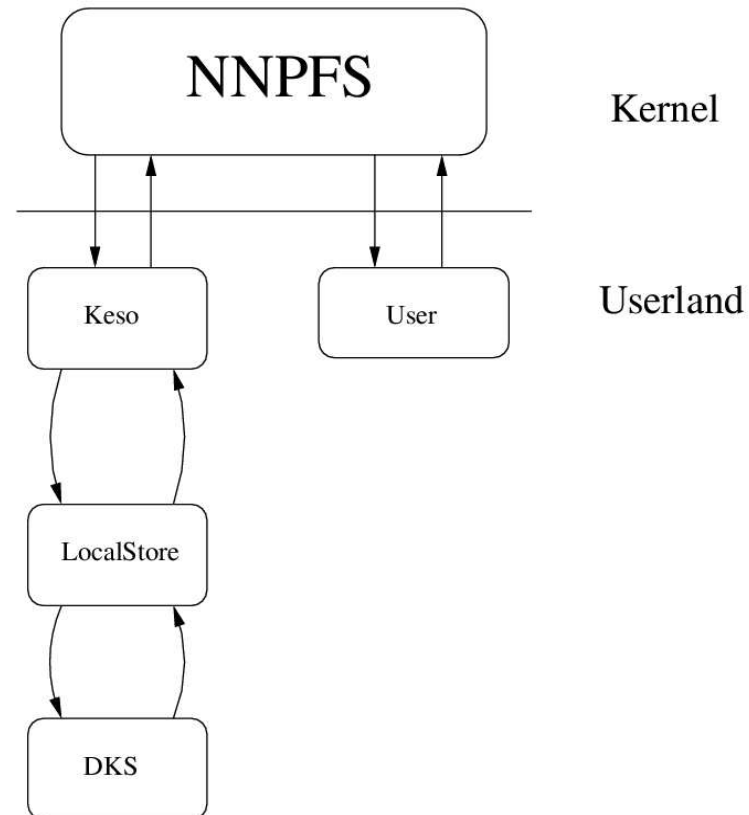 NNPFS
Kernel
Keso
User
Userland
LocalStore
DKS